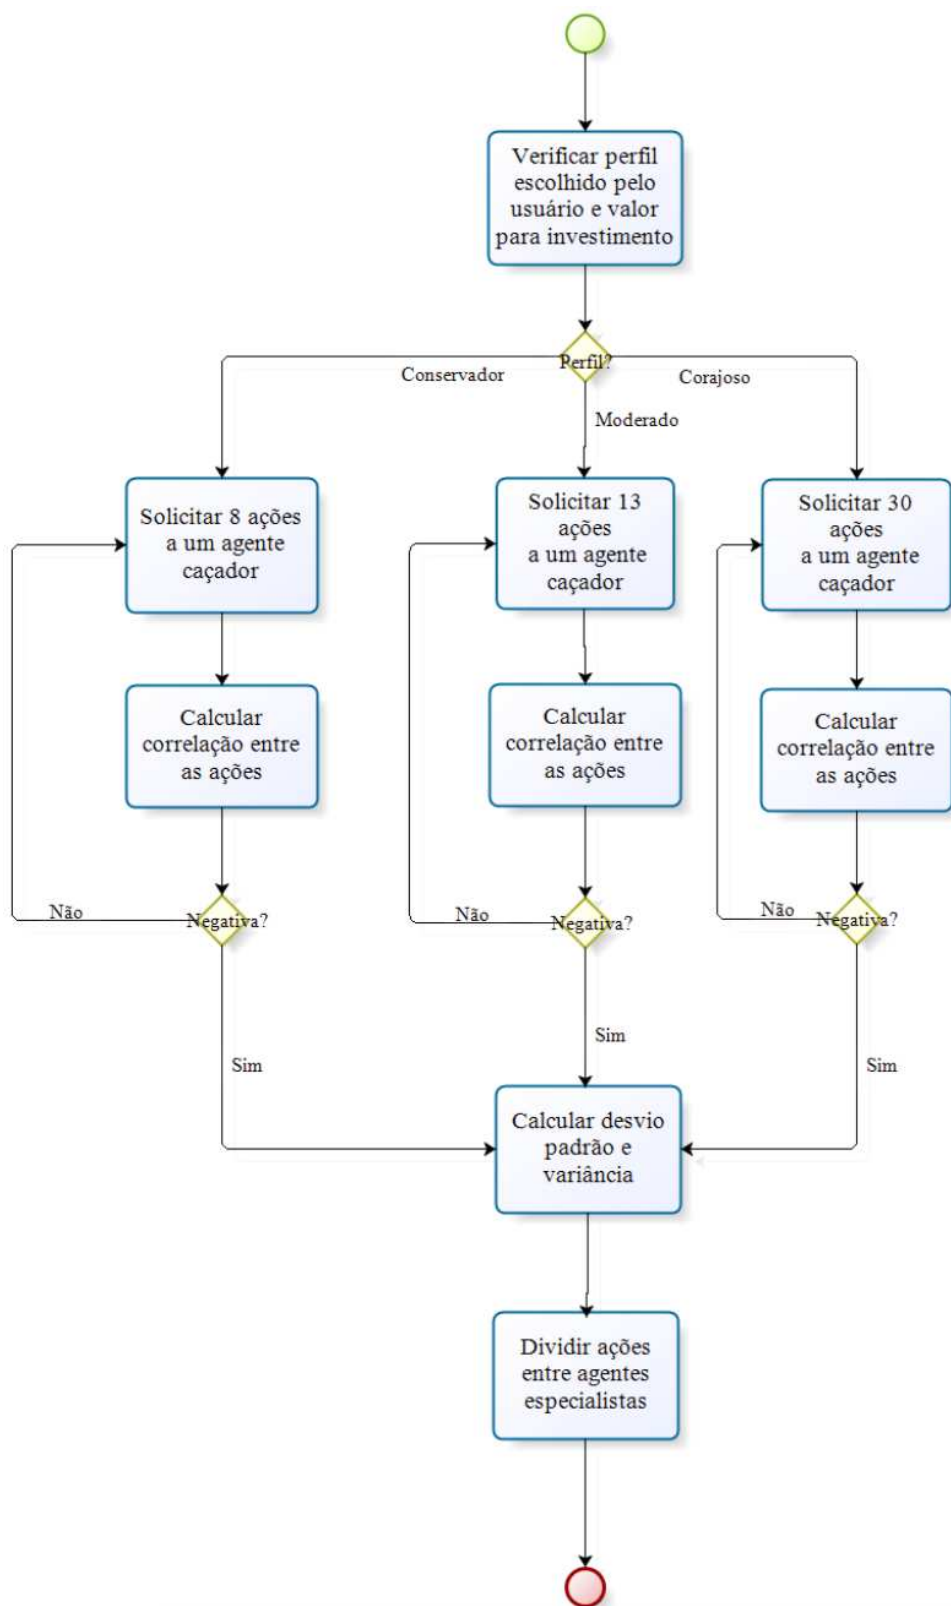 Verificar perfil
escolhido pelo
usuário e valor
para investimento
Perfil?
Conservador
Corajoso
Moderado
Solicitar 8 ações
a um agente
caçador
Solicitar 13
ações
a um agente
caçador
Solicitar 30
ações
a um agente
caçador
Calcular
correlação entre
as ações
Calcular
correlação entre
as ações
Calcular
correlação entre
as ações
Não
Negativa?
Não
Negativa?
Não
Negativa?
Sim
Sim
Sim
Calcular desvio
padrão e
variância
Dividir ações
entre agentes
especialistas